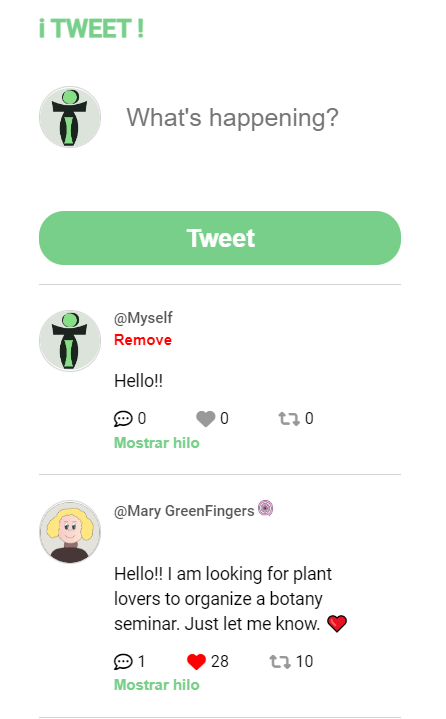 i TWEET !
What's happening?
Tweet
@Myself
Remove
Hello!!
0 0 0
Mostrar hilo
@Mary GreenFingers
Hello!! I am looking for plant
lovers to organize a botany
seminar. Just let me know.
1 28 10
Mostrar hilo